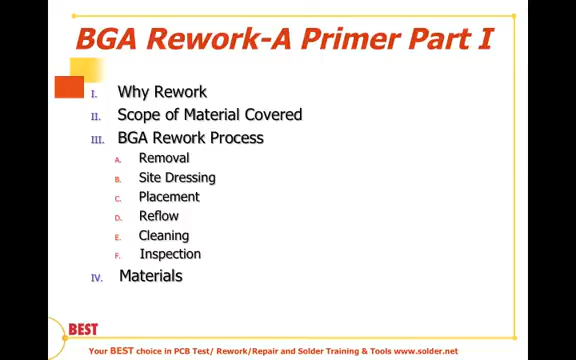 BGA Rework-A Primer Part I
I. Why Rework
II. Scope of Material Covered
III. BGA Rework Process
A. Removal
B. Site Dressing
C. Placement
D. Reflow
E. Cleaning
F. Inspection
IV. Materials
BEST
Your BEST choice in PCB Test/ Rework/Repair and Solder Training & Tools www.solder.net